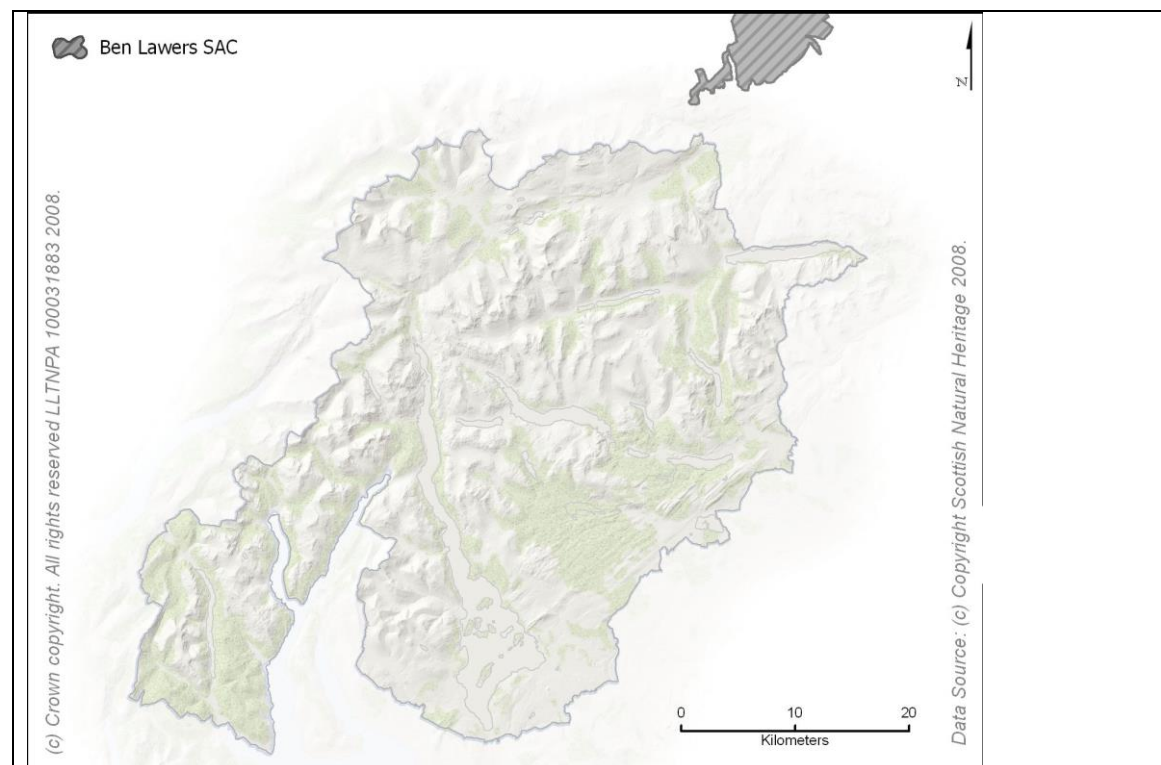 Ben Lawers SAC
N
(c) Crown copyright. All rights reserved LLTNPA 100031883 2008.
Data Source: (c) Copyright Scottish Natural Heritage 2008.
0 10 20
Kilometers